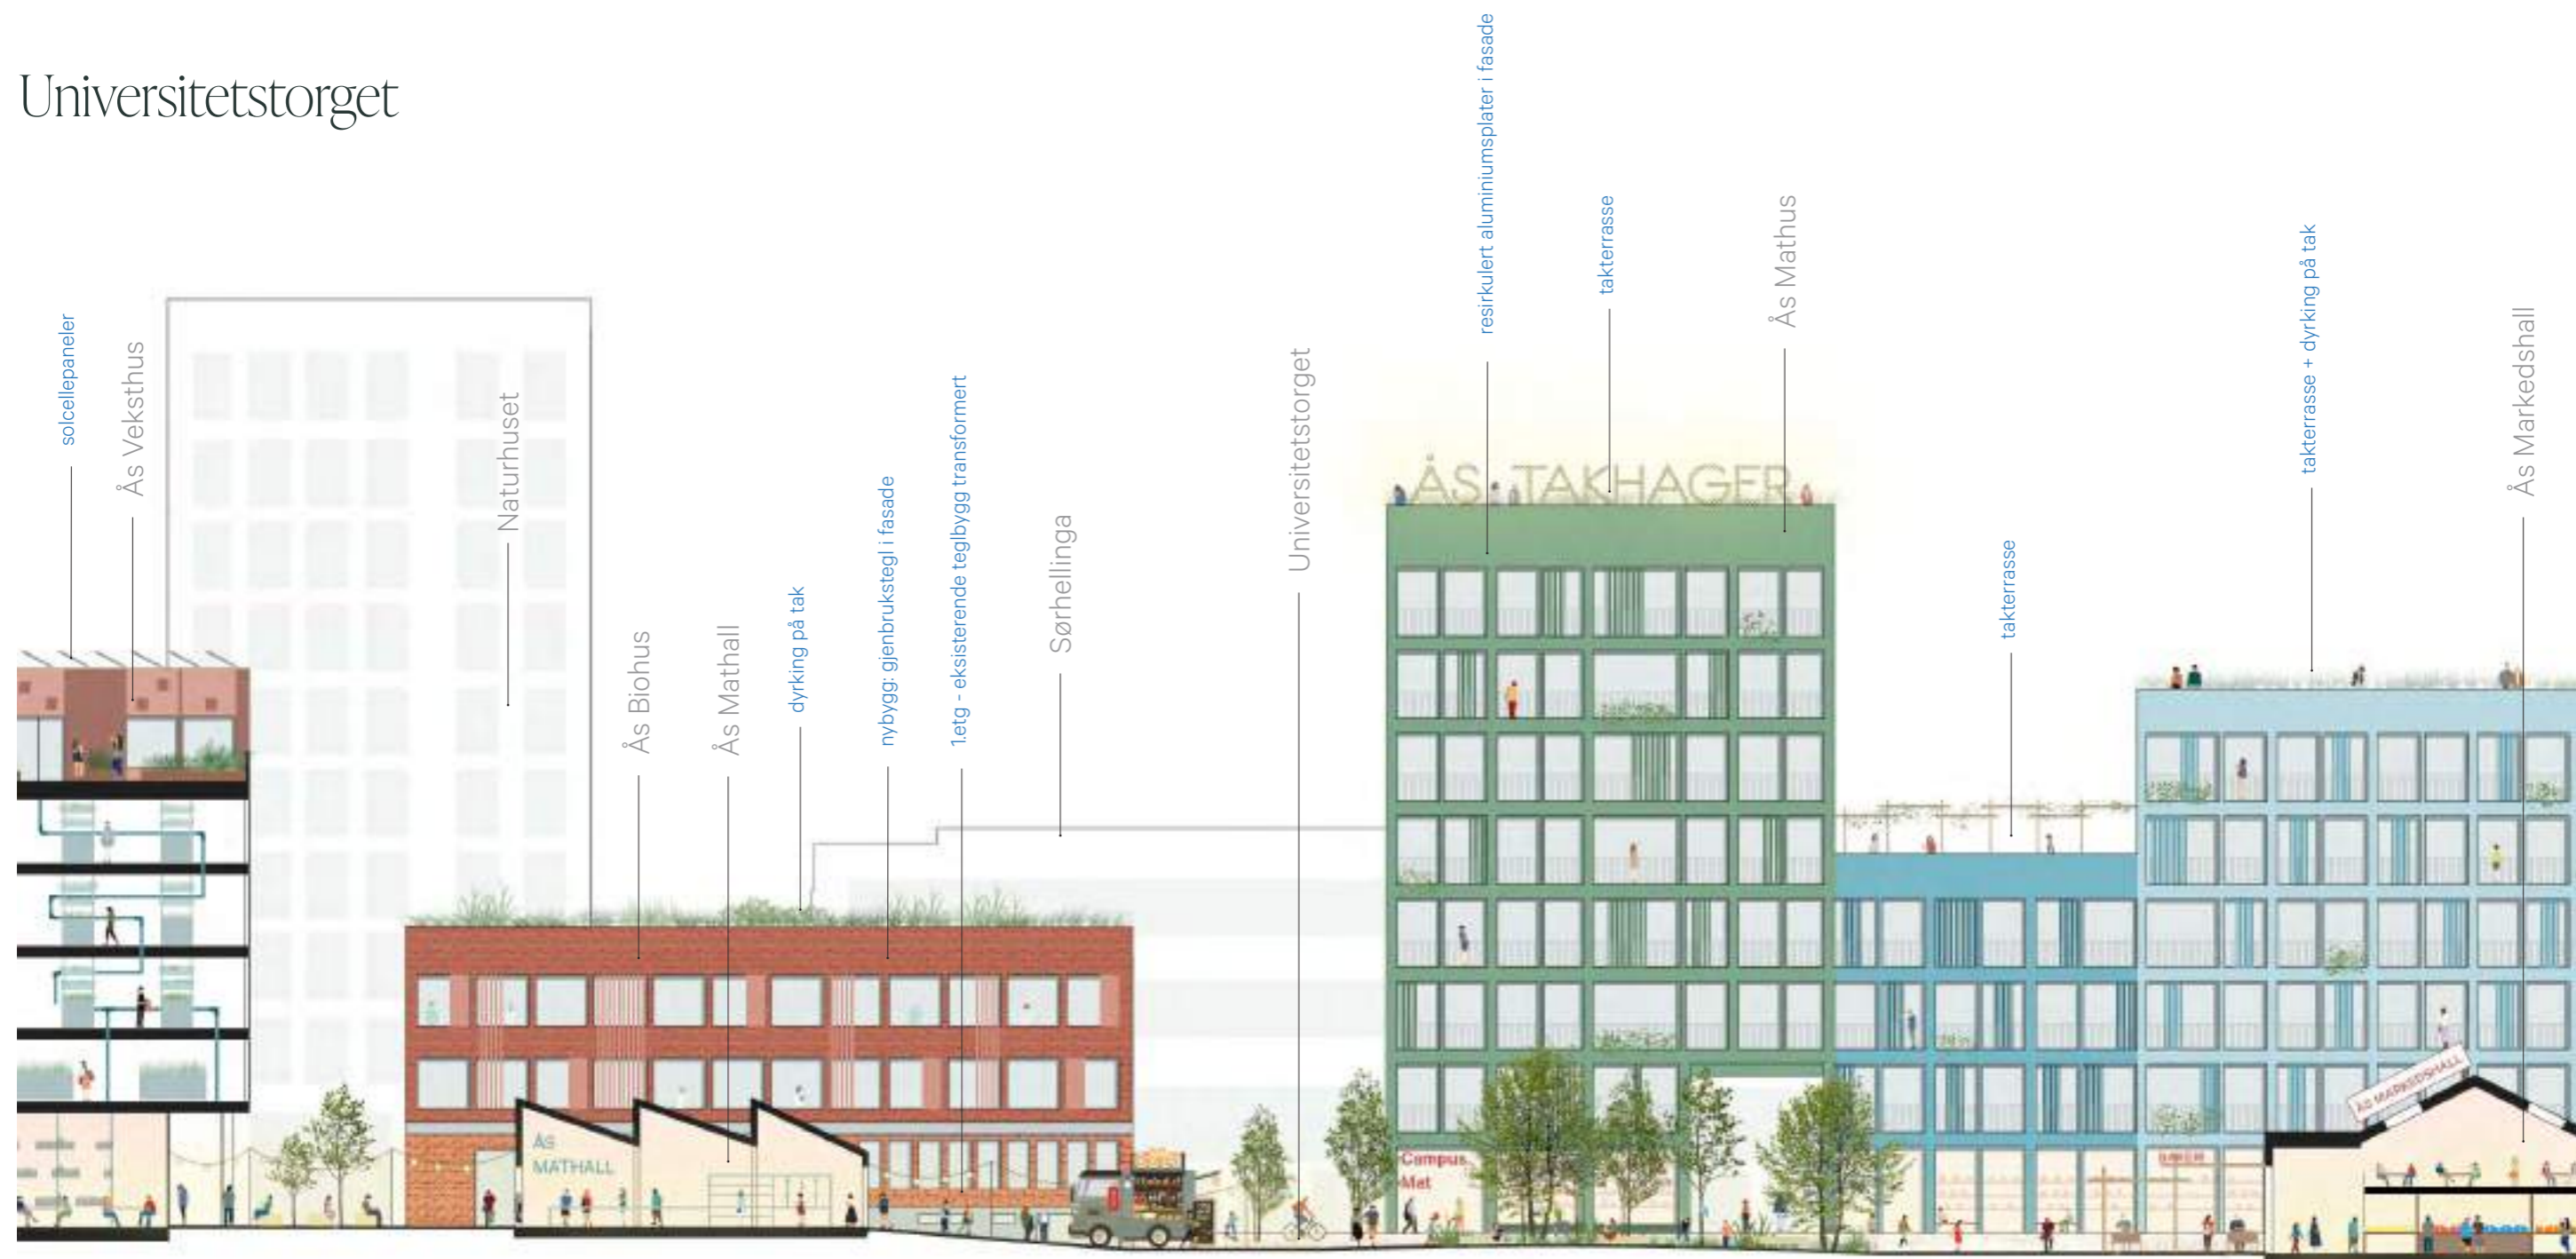 Universitetstorget
solcellepaneler
Ås Veksthus
Naturhuset
Ås Biohus
Ås Mathall
dyrking på tak
nybygg: gjenbrukstegl i fasade
1.etg - eksisterende teglbygg transformert
Sørhellinga
Universitetstorget
resirkulert aluminiumsplater i fasade
takterrasse
Ås Mathus
takterrasse
takterrasse + dyrking på tak
Ås Markedshall
ÅS TAKHAGER
ÅS
MATHALL
Campus
Mat
ÅS MARKEDSHALL